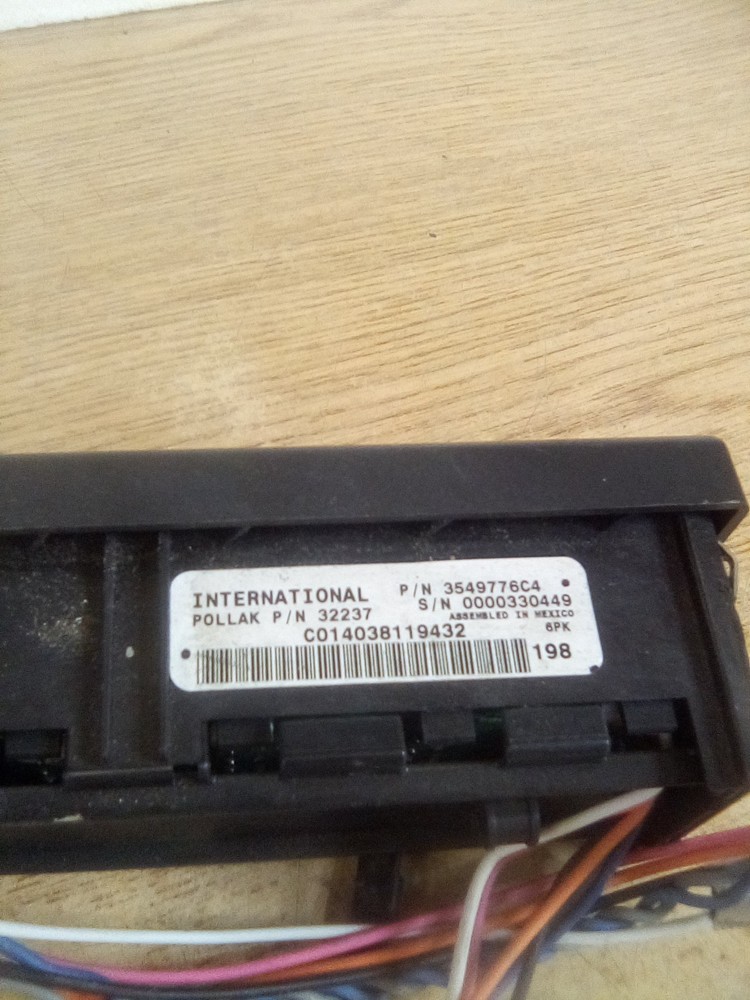 INTERNATIONAL P/N 3549776C4
POLLAK P/N 32237 S/N 0000330449
ASSEMBLED IN MEXICO
C014038119432 6PK
198